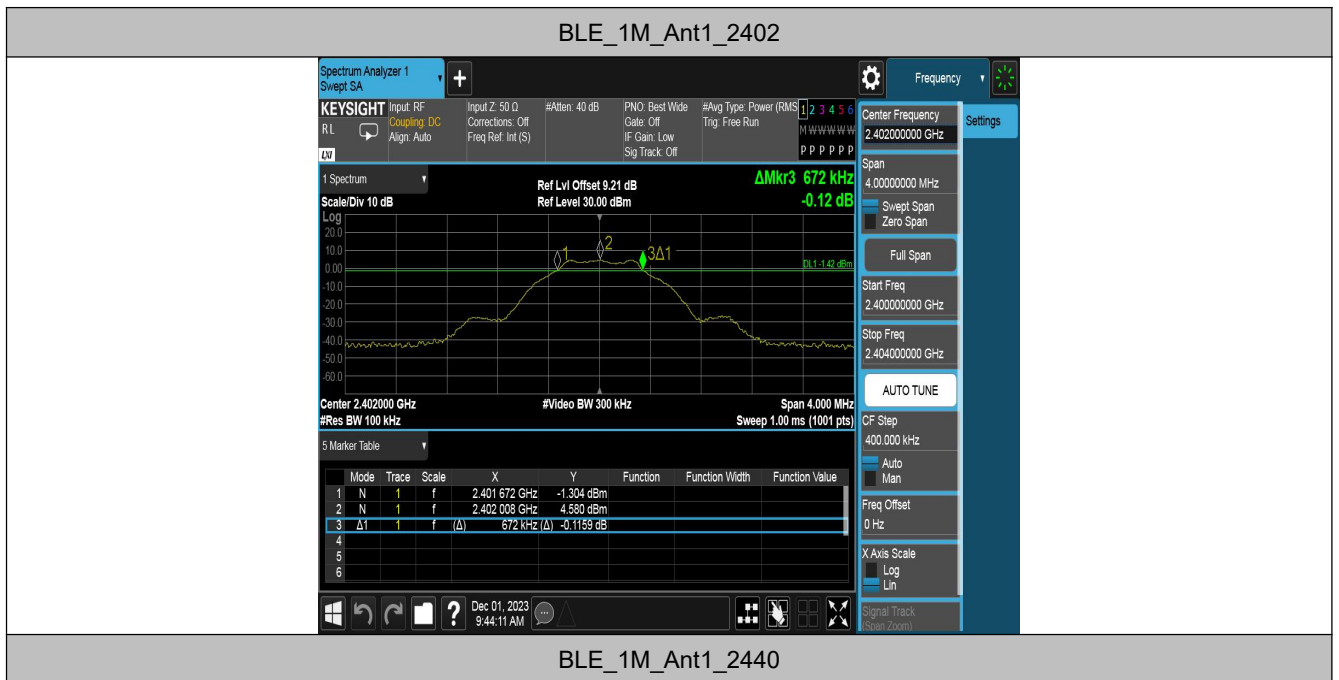 BLE_1M_Ant1_2402
Spectrum Analyzer 1
Swept SA
+
Frequency
KEYSIGHT
RL
LXI
Input: RF
Coupling: DC
Align: Auto
Input Z: 50 Ω
Corrections: Off
Freq Ref: Int (S)
#Atten: 40 dB
PNO: Best Wide
Gate: Off
IF Gain: Low
Sig Track: Off
#Avg Type: Power (RMS
Trig: Free Run
1 2 3 4 5 6
M W W W W W
P P P P P P
1 Spectrum
Scale/Div 10 dB
Ref Lvl Offset 9.21 dB
Ref Level 30.00 dBm
ΔMkr3 672 kHz
-0.12 dB
Log
20.0
10.0
0.00
-10.0
-20.0
-30.0
-40.0
-50.0
-60.0
1
2
3Δ1
DL1 -1.42 dBm
Center 2.402000 GHz
#Video BW 300 kHz
Span 4.000 MHz
#Res BW 100 kHz
Sweep 1.00 ms (1001 pts)
5 Marker Table
Mode Trace Scale X Y Function Function Width Function Value
1 N 1 f 2.401 672 GHz -1.304 dBm
2 N 1 f 2.402 008 GHz 4.580 dBm
3 Δ1 1 f (Δ) 672 kHz (Δ) -0.1159 dB
4
5
6
?
Dec 01, 2023
9:44:11 AM
Center Frequency
2.402000000 GHz
Settings
Span
4.00000000 MHz
Swept Span
Zero Span
Full Span
Start Freq
2.400000000 GHz
Stop Freq
2.404000000 GHz
AUTO TUNE
CF Step
400.000 kHz
Auto
Man
Freq Offset
0 Hz
X Axis Scale
Log
Lin
Signal Track
(Span Zoom)
BLE_1M_Ant1_2440